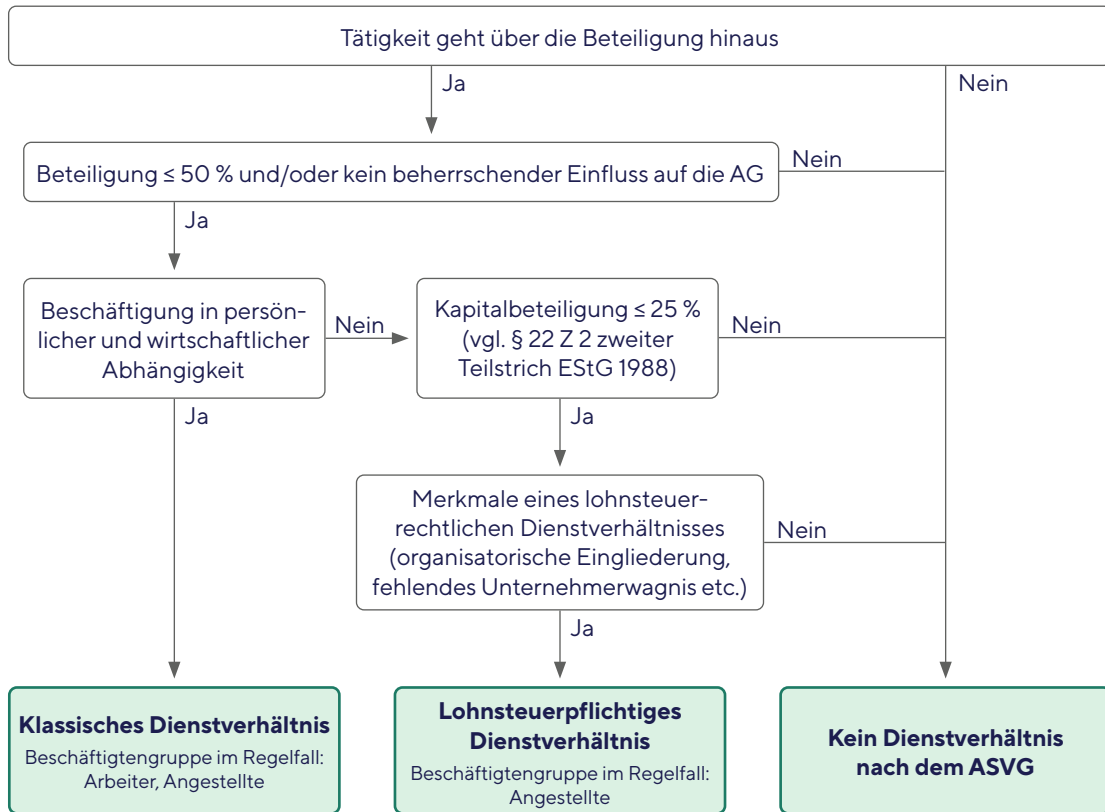 Tätigkeit geht über die Beteiligung hinaus
Ja
Nein
Beteiligung ≤ 50 % und/oder kein beherrschender Einfluss auf die AG
Nein
Ja
Beschäftigung in persön-
licher und wirtschaftlicher
Abhängigkeit
Nein
Kapitalbeteiligung ≤ 25 %
(vgl. § 22 Z 2 zweiter
Teilstrich EStG 1988)
Nein
Ja
Ja
Merkmale eines lohnsteuer-
rechtlichen Dienstverhältnisses
(organisatorische Eingliederung,
fehlendes Unternehmerwagnis etc.)
Nein
Ja
Klassisches Dienstverhältnis
Beschäftigtengruppe im Regelfall:
Arbeiter, Angestellte
Lohnsteuerpflichtiges
Dienstverhältnis
Beschäftigtengruppe im Regelfall:
Angestellte
Kein Dienstverhältnis
nach dem ASVG